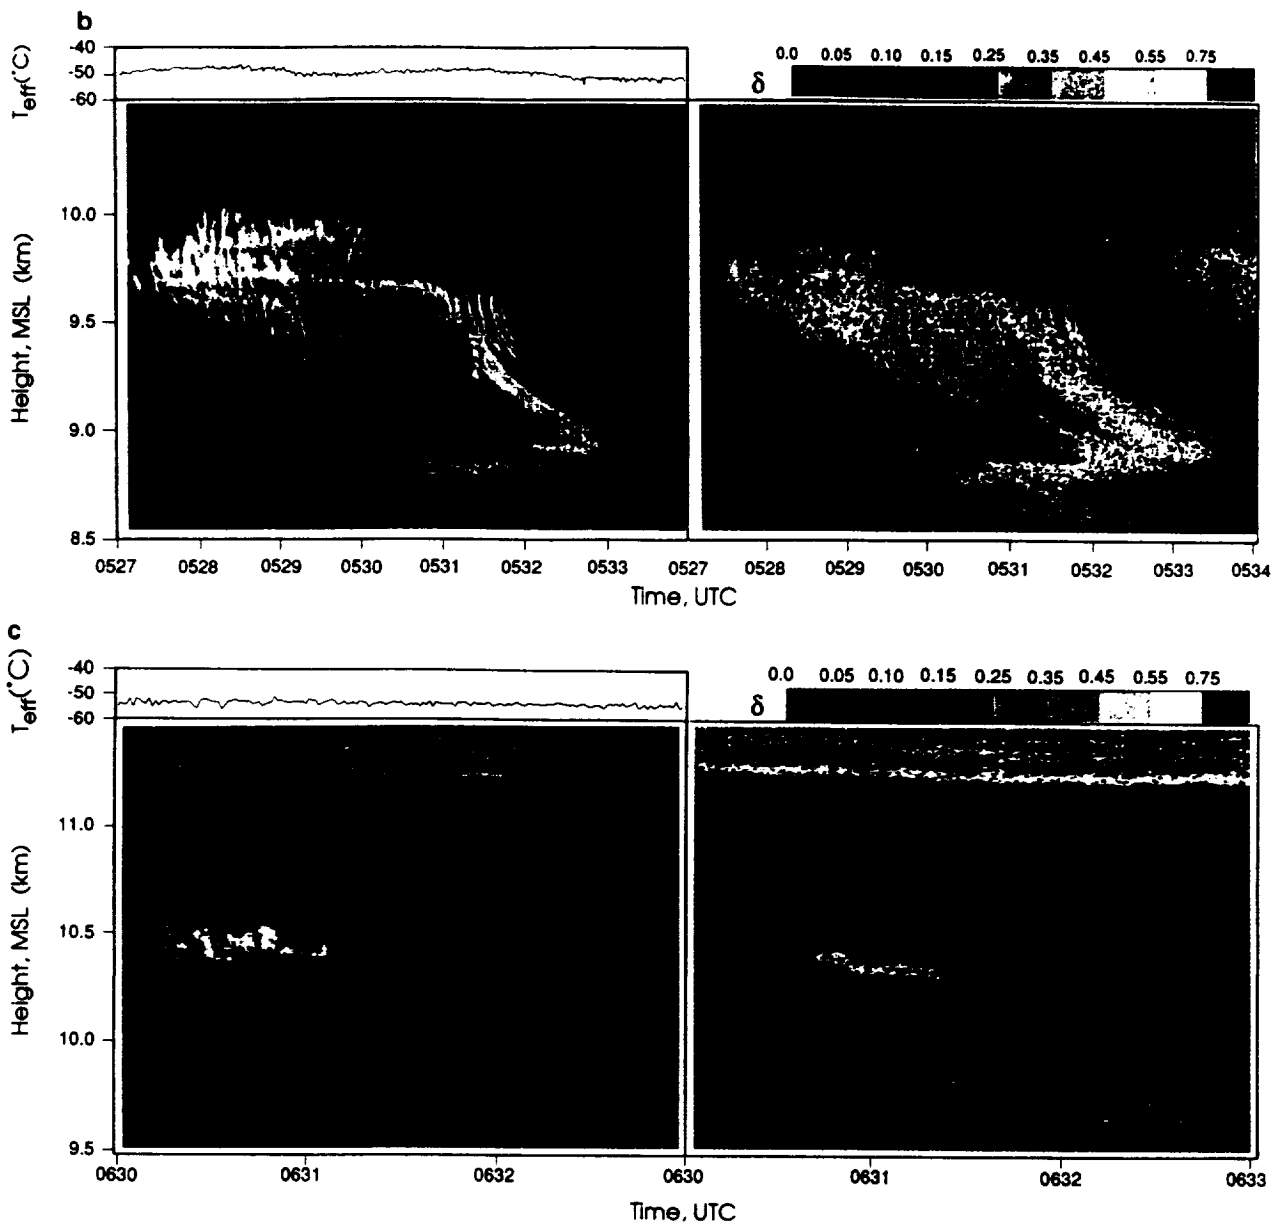 b
-40
-50
-60
T eff (°C)
0.0 0.05 0.10 0.15 0.25 0.35 0.45 0.55 0.75
δ
10.0
9.5
9.0
8.5
Height, MSL (km)
0527 0528 0529 0530 0531 0532 0533 0527 0528 0529 0530 0531 0532 0533 0534
Time, UTC
c
-40
-50
-60
T eff (°C)
0.0 0.05 0.10 0.15 0.25 0.35 0.45 0.55 0.75
δ
11.0
10.5
10.0
9.5
Height, MSL (km)
0630 0631 0632 0630 0631 0632 0633
Time, UTC